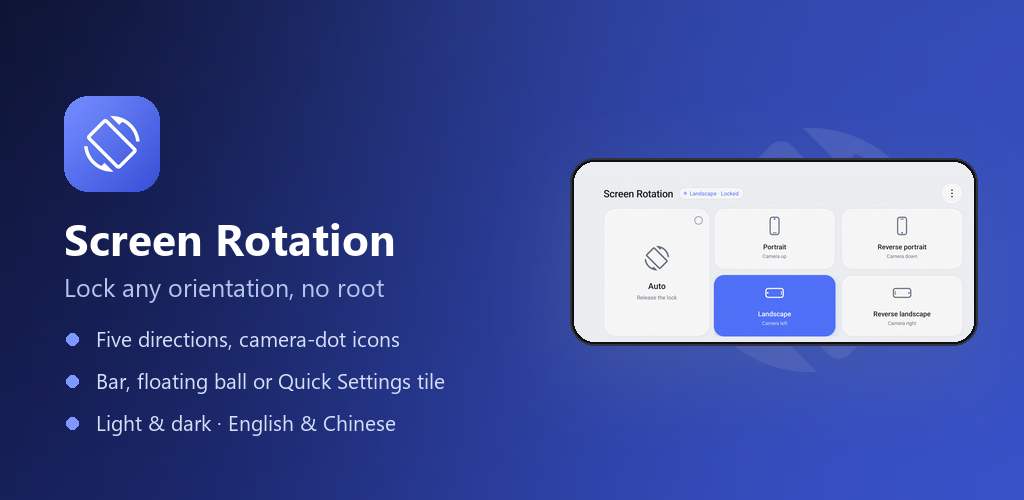 Screen Rotation
Lock any orientation, no root
Five directions, camera-dot icons
Bar, floating ball or Quick Settings tile
Light & dark · English & Chinese
Screen Rotation
Landscape · Locked
Auto
Release the lock
Portrait
Camera up
Reverse portrait
Camera down
Landscape
Camera left
Reverse landscape
Camera right